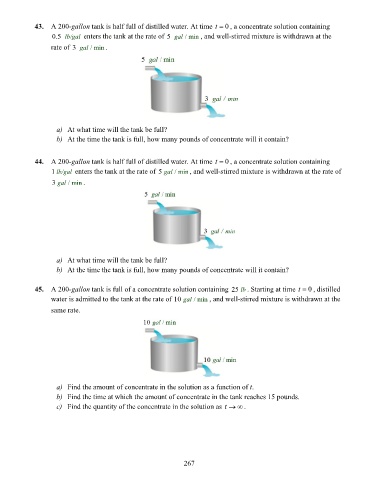 43. A 200-gallon tank is half full of distilled water. At time t = 0, a concentrate solution containing
0.5 lb/gal enters the tank at the rate of 5 gal / min, and well-stirred mixture is withdrawn at the
rate of 3 gal / min.
5 gal / min
3 gal / min
a) At what time will the tank be full?
b) At the time the tank is full, how many pounds of concentrate will it contain?
44. A 200-gallon tank is half full of distilled water. At time t = 0, a concentrate solution containing
1 lb/gal enters the tank at the rate of 5 gal / min, and well-stirred mixture is withdrawn at the rate of
3 gal / min.
5 gal / min
3 gal / min
a) At what time will the tank be full?
b) At the time the tank is full, how many pounds of concentrate will it contain?
45. A 200-gallon tank is full of a concentrate solution containing 25 lb. Starting at time t = 0, distilled
water is admitted to the tank at the rate of 10 gal / min, and well-stirred mixture is withdrawn at the
same rate.
10 gal / min
10 gal / min
a) Find the amount of concentrate in the solution as a function of t.
b) Find the time at which the amount of concentrate in the tank reaches 15 pounds.
c) Find the quantity of the concentrate in the solution as t → ∞.
267